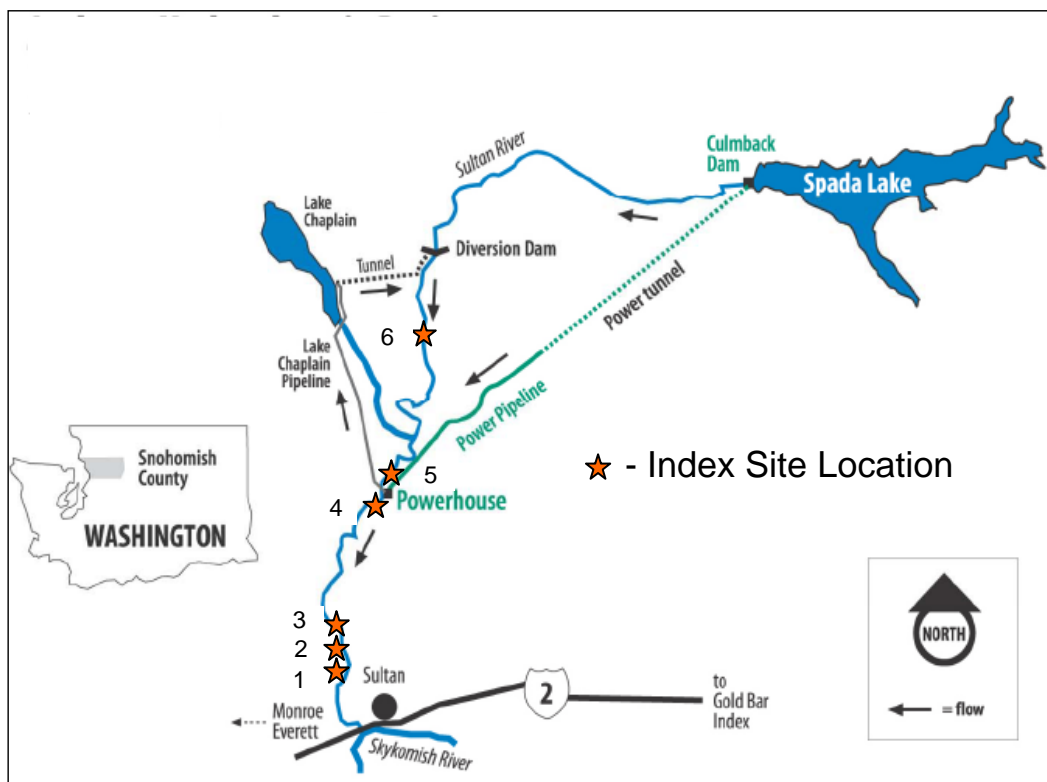 Sultan River
Culmback
Dam
Spada Lake
Lake
Chaplain
Tunnel
Diversion Dam
Power tunnel
6
Lake
Chaplain
Pipeline
Power Pipeline
Snohomish
County
WASHINGTON
- Index Site Location
5
Powerhouse
4
3
2
1
Sultan
2
to
Gold Bar
Index
Monroe
Everett
Skykomish River
NORTH
= flow